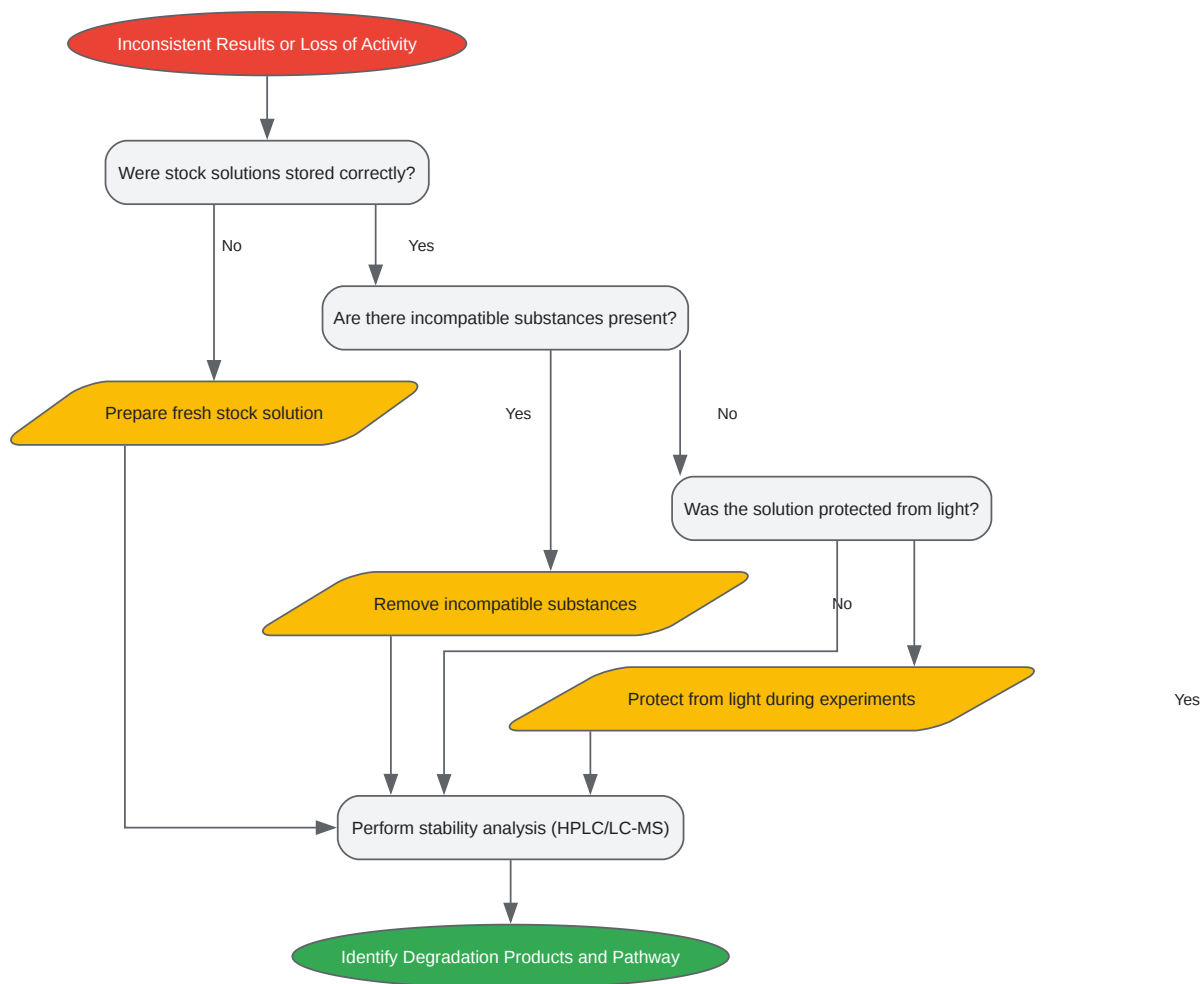 Inconsistent Results or Loss of Activity
Were stock solutions stored correctly?
No
Yes
Are there incompatible substances present?
Prepare fresh stock solution
Yes
No
Was the solution protected from light?
Remove incompatible substances
No
Protect from light during experiments
Yes
Perform stability analysis (HPLC/LC-MS)
Identify Degradation Products and Pathway